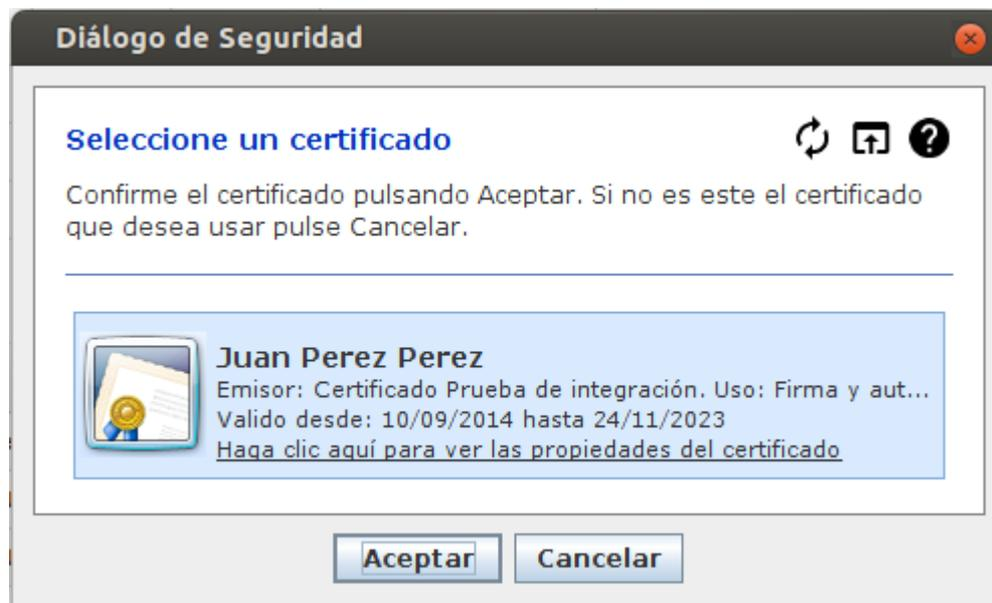 Diálogo de Seguridad
Seleccione un certificado
Confirme el certificado pulsando Aceptar. Si no es este el certificado
que desea usar pulse Cancelar.
Juan Perez Perez
Emisor: Certificado Prueba de integración. Uso: Firma y aut...
Valido desde: 10/09/2014 hasta 24/11/2023
Haga clic aquí para ver las propiedades del certificado
Aceptar Cancelar